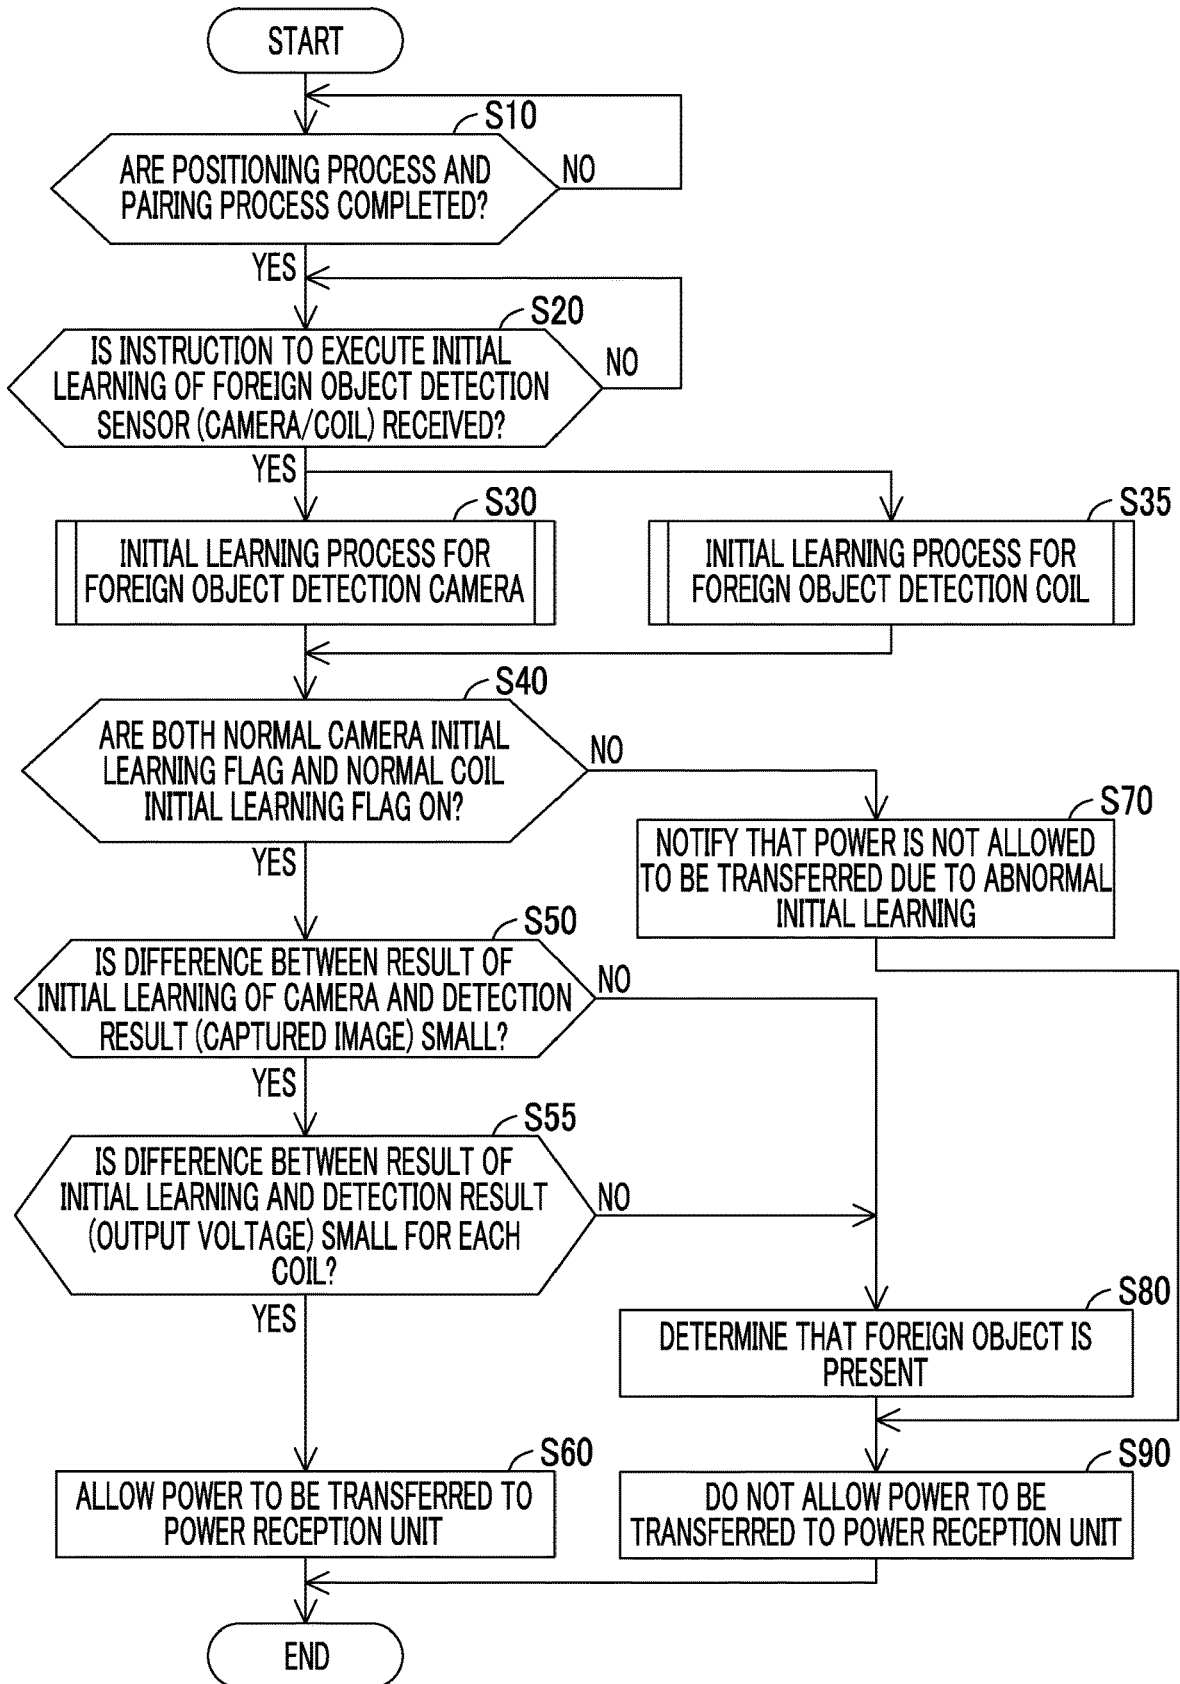 START
S10
ARE POSITIONING PROCESS AND
PAIRING PROCESS COMPLETED?
NO
YES
S20
IS INSTRUCTION TO EXECUTE INITIAL
LEARNING OF FOREIGN OBJECT DETECTION
SENSOR (CAMERA/COIL) RECEIVED?
NO
YES
S30
INITIAL LEARNING PROCESS FOR
FOREIGN OBJECT DETECTION CAMERA
S35
INITIAL LEARNING PROCESS FOR
FOREIGN OBJECT DETECTION COIL
S40
ARE BOTH NORMAL CAMERA INITIAL
LEARNING FLAG AND NORMAL COIL
INITIAL LEARNING FLAG ON?
NO
YES
S70
NOTIFY THAT POWER IS NOT ALLOWED
TO BE TRANSFERRED DUE TO ABNORMAL
INITIAL LEARNING
S50
IS DIFFERENCE BETWEEN RESULT OF
INITIAL LEARNING OF CAMERA AND DETECTION
RESULT (CAPTURED IMAGE) SMALL?
NO
YES
S55
IS DIFFERENCE BETWEEN RESULT OF
INITIAL LEARNING AND DETECTION RESULT
(OUTPUT VOLTAGE) SMALL FOR EACH
COIL?
NO
YES
S80
DETERMINE THAT FOREIGN OBJECT IS
PRESENT
S60
ALLOW POWER TO BE TRANSFERRED TO
POWER RECEPTION UNIT
S90
DO NOT ALLOW POWER TO BE
TRANSFERRED TO POWER RECEPTION UNIT
END